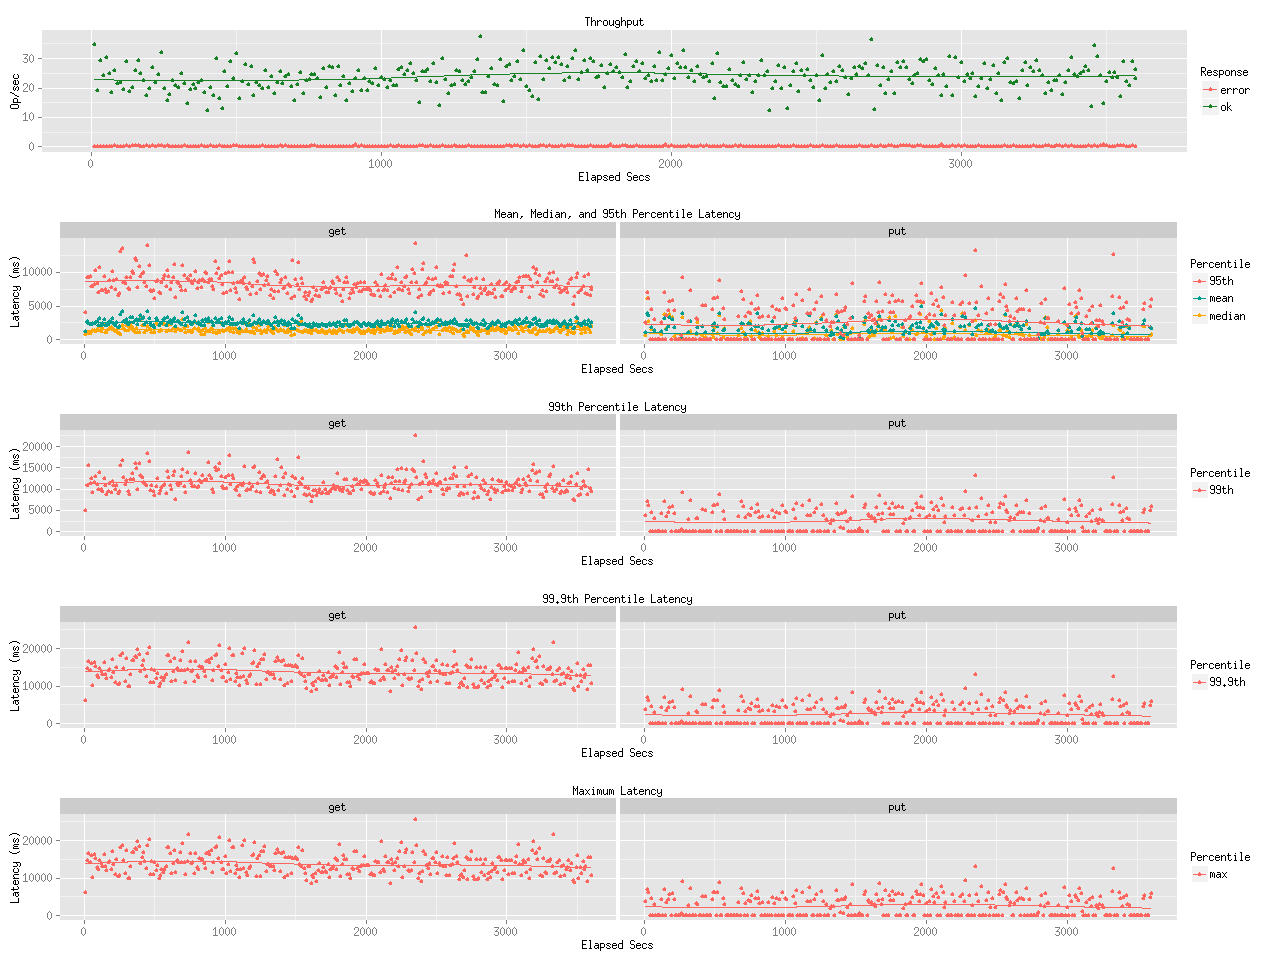 Throughput
Op/sec
30
20
10
0
0 1000 2000 3000
Elapsed Secs
Response
error
ok
Mean, Median, and 95th Percentile Latency
get put
Latency (ms)
10000
5000
0
0 1000 2000 3000 0 1000 2000 3000
Elapsed Secs
Percentile
95th
mean
median
99th Percentile Latency
get put
Latency (ms)
20000
15000
10000
5000
0
0 1000 2000 3000 0 1000 2000 3000
Elapsed Secs
Percentile
99th
99.9th Percentile Latency
get put
Latency (ms)
20000
10000
0
0 1000 2000 3000 0 1000 2000 3000
Elapsed Secs
Percentile
99.9th
Maximum Latency
get put
Latency (ms)
20000
10000
0
0 1000 2000 3000 0 1000 2000 3000
Elapsed Secs
Percentile
max